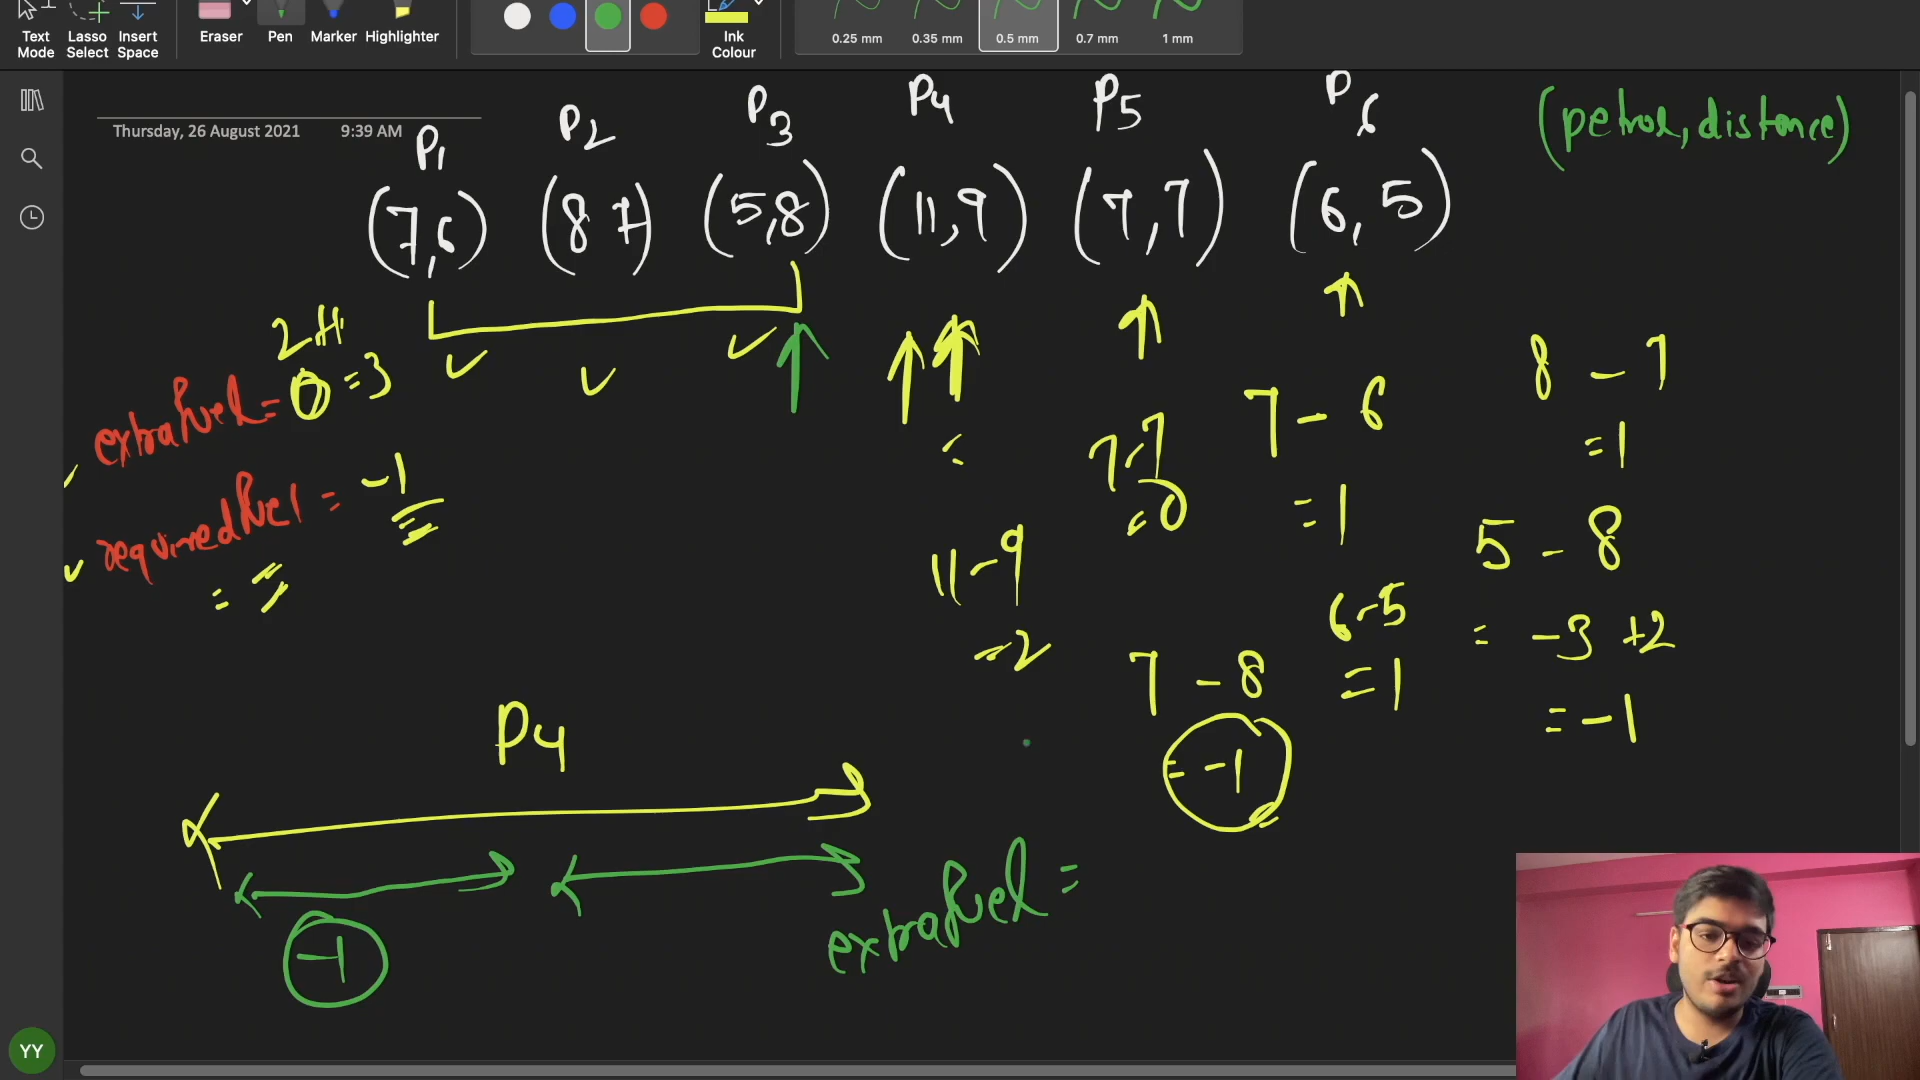 Text Mode
Lasso Select
Insert Space
Eraser
Pen
Marker
Highlighter
Ink Colour
0.25 mm
0.35 mm
0.5 mm
0.7 mm
1 mm
Thursday, 26 August 2021 9:39 AM
P1 P2 P3 P4 P5 P6
(petrol, distance)
(7,6) (8 7) (5,8) (11,9) (7,7) (6,5)
extrafuel = 0 = 3
requiredfuel = -1
=
7-7
= 0
7 - 6
= 1
8 - 7
= 1
11-9
= 2
6-5
= 1
5 - 8
= -3 +2
= -1
7 - 8
= -1
P4
-1
extrafuel =
YY